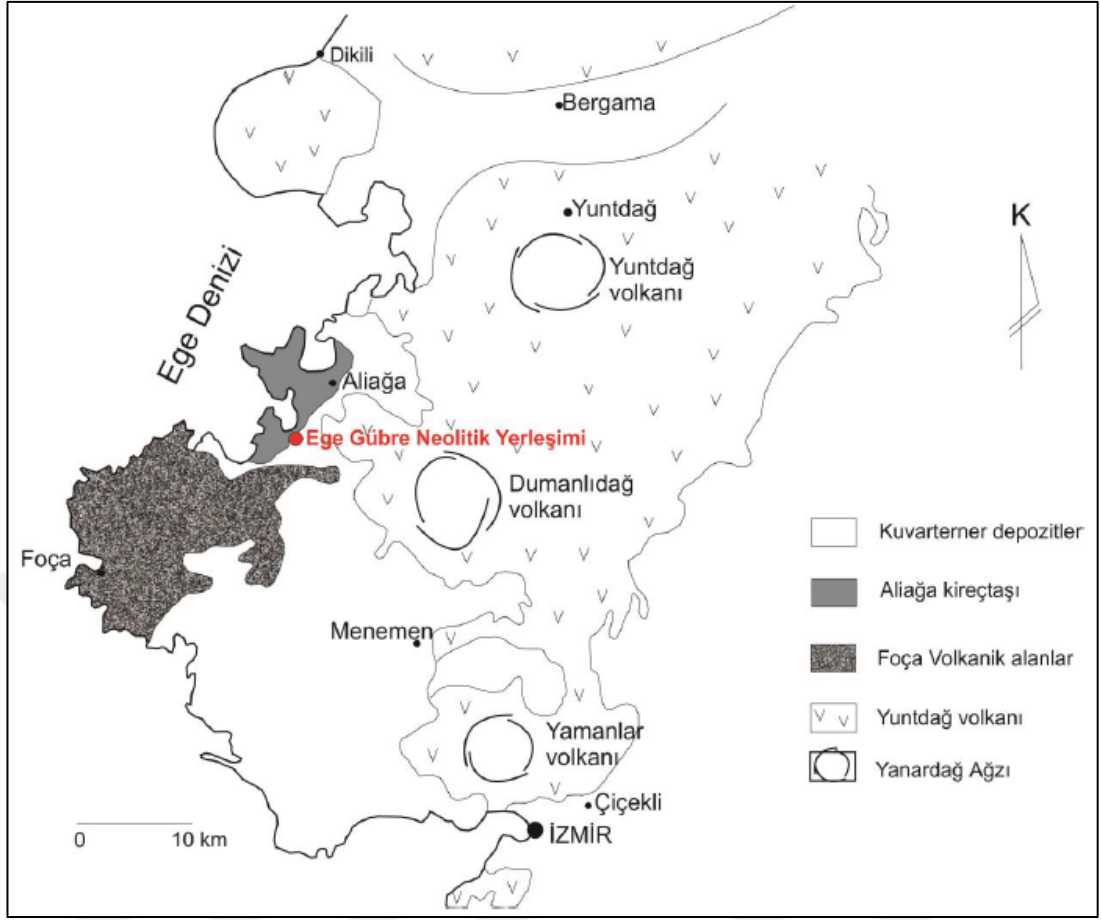 Dikili
Bergama
Yuntdağ
Yuntdağ
volkanı
K
Ege Denizi
Aliağa
Ege Gübre Neolitik Yerleşimi
Dumanlıdağ
volkanı
Foça
Menemen
Yamanlar
volkanı
Çiçekli
İZMİR
0 10 km
Kuvarterner depozitler
Aliağa kireçtaşı
Foça Volkanik alanlar
Yuntdağ volkanı
Yanardağ Ağzı